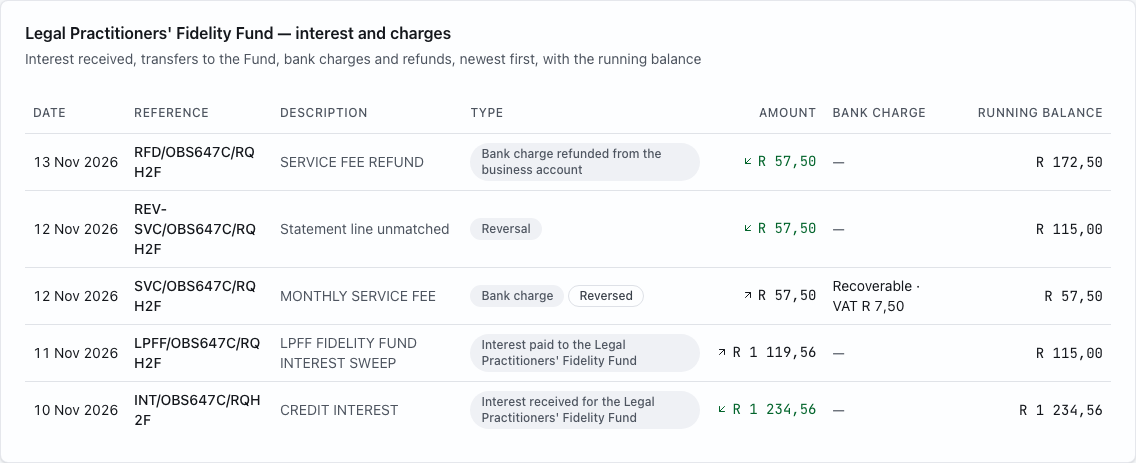 Legal Practitioners' Fidelity Fund — interest and charges
Interest received, transfers to the Fund, bank charges and refunds, newest first, with the running balance
DATE REFERENCE DESCRIPTION TYPE AMOUNT BANK CHARGE RUNNING BALANCE
13 Nov 2026 RFD/OBS647C/RQ
H2F SERVICE FEE REFUND Bank charge refunded from the
business account ↙ R 57,50 — R 172,50
12 Nov 2026 REV-
SVC/OBS647C/RQ
H2F Statement line unmatched Reversal ↙ R 57,50 — R 115,00
12 Nov 2026 SVC/OBS647C/RQ
H2F MONTHLY SERVICE FEE Bank charge Reversed ↗ R 57,50 Recoverable ·
VAT R 7,50 R 57,50
11 Nov 2026 LPFF/OBS647C/RQ
H2F LPFF FIDELITY FUND
INTEREST SWEEP Interest paid to the Legal
Practitioners' Fidelity Fund ↗ R 1 119,56 — R 115,00
10 Nov 2026 INT/OBS647C/RQH
2F CREDIT INTEREST Interest received for the Legal
Practitioners' Fidelity Fund ↙ R 1 234,56 — R 1 234,56